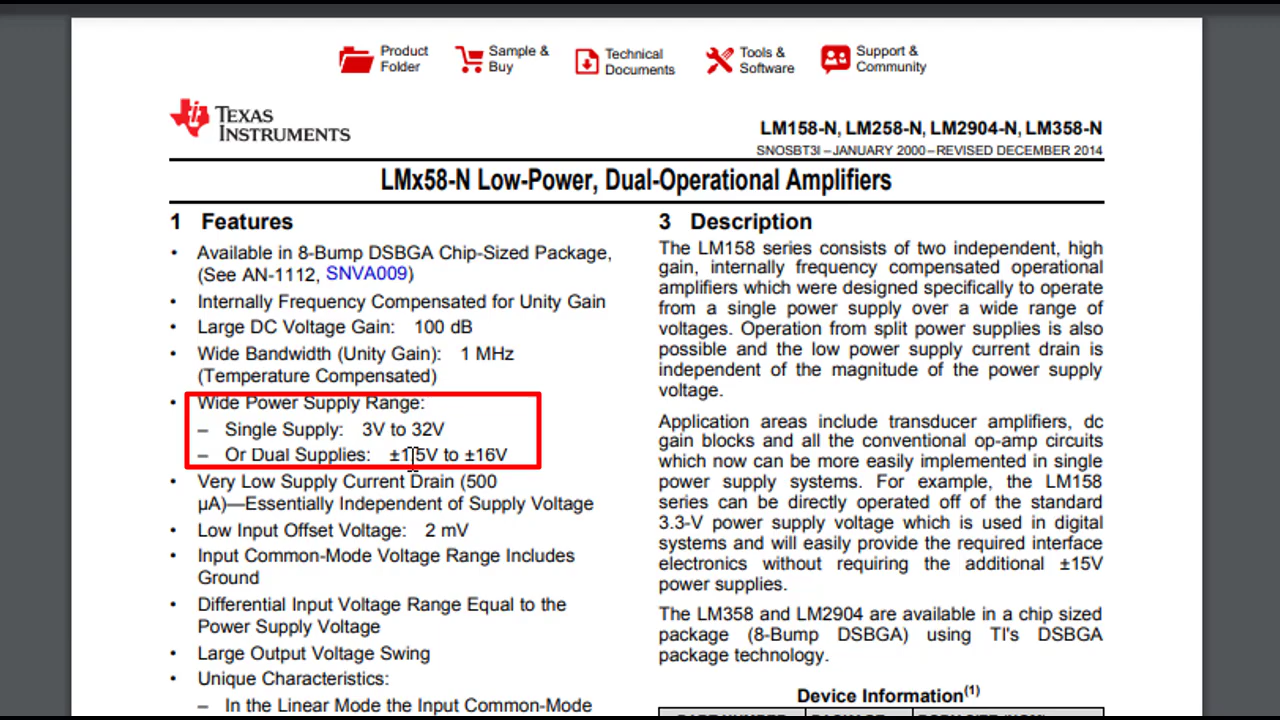 Product
Folder
Sample &
Buy
Technical
Documents
Tools &
Software
Support &
Community
TEXAS
INSTRUMENTS
LM158-N, LM258-N, LM2904-N, LM358-N
SNOSBT3I –JANUARY 2000–REVISED DECEMBER 2014
LMx58-N Low-Power, Dual-Operational Amplifiers
1 Features
• Available in 8-Bump DSBGA Chip-Sized Package,
(See AN-1112, SNVA009)
• Internally Frequency Compensated for Unity Gain
• Large DC Voltage Gain: 100 dB
• Wide Bandwidth (Unity Gain): 1 MHz
(Temperature Compensated)
• Wide Power Supply Range:
– Single Supply: 3V to 32V
– Or Dual Supplies: ±1.5V to ±16V
• Very Low Supply Current Drain (500
µA)—Essentially Independent of Supply Voltage
• Low Input Offset Voltage: 2 mV
• Input Common-Mode Voltage Range Includes
Ground
• Differential Input Voltage Range Equal to the
Power Supply Voltage
• Large Output Voltage Swing
• Unique Characteristics:
– In the Linear Mode the Input Common-Mode
3 Description
The LM158 series consists of two independent, high
gain, internally frequency compensated operational
amplifiers which were designed specifically to operate
from a single power supply over a wide range of
voltages. Operation from split power supplies is also
possible and the low power supply current drain is
independent of the magnitude of the power supply
voltage.
Application areas include transducer amplifiers, dc
gain blocks and all the conventional op-amp circuits
which now can be more easily implemented in single
power supply systems. For example, the LM158
series can be directly operated off of the standard
3.3-V power supply voltage which is used in digital
systems and will easily provide the required interface
electronics without requiring the additional ±15V
power supplies.
The LM358 and LM2904 are available in a chip sized
package (8-Bump DSBGA) using TI's DSBGA
package technology.
Device Information(1)